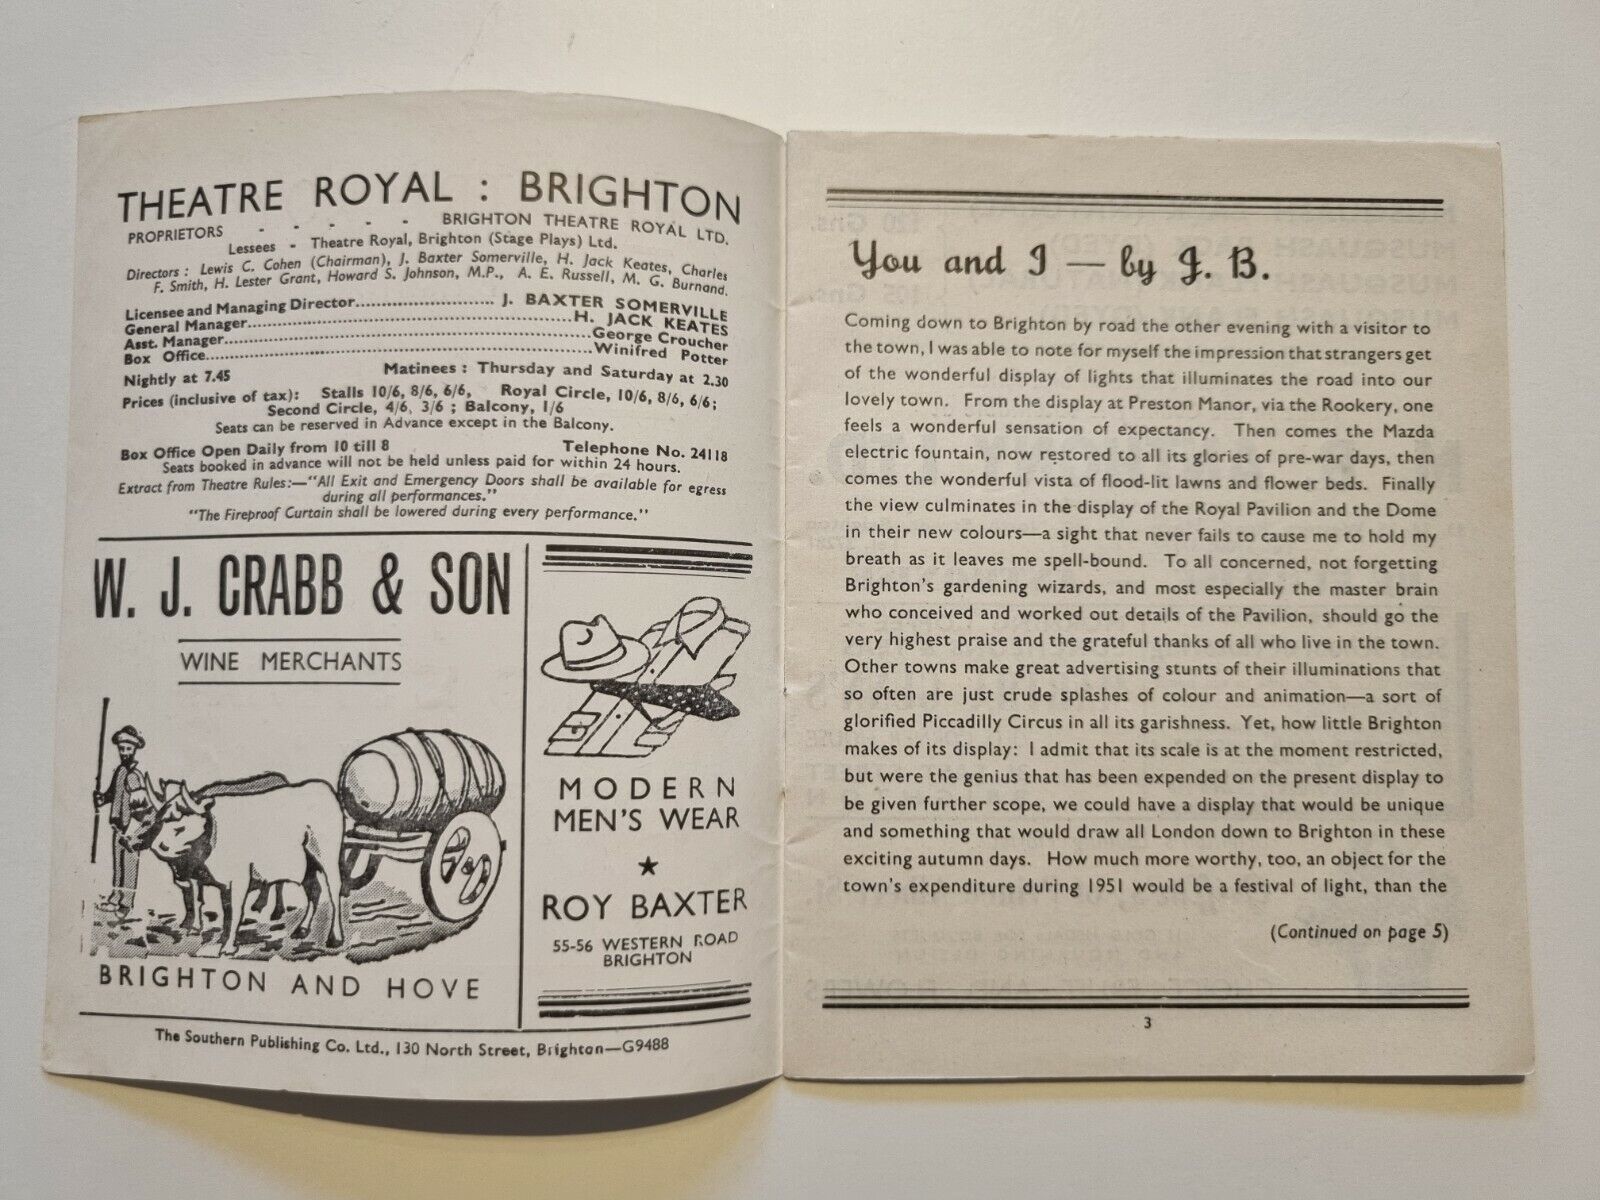 THEATRE ROYAL : BRIGHTON
PROPRIETORS - - - - - BRIGHTON THEATRE ROYAL LTD.
Lessees - Theatre Royal, Brighton (Stage Plays) Ltd.
Directors : Lewis C. Cohen (Chairman), J. Baxter Somerville, H. Jack Keates, Charles
F. Smith, H. Lester Grant, Howard S. Johnson, M.P., A. E. Russell, M. G. Burnand.
Licensee and Managing Director........................ J. BAXTER SOMERVILLE
General Manager........................................................H. JACK KEATES
Asst. Manager...............................................................George Croucher
Box Office.................................................................Winifred Potter
Nightly at 7.45 Matinees : Thursday and Saturday at 2.30
Prices (inclusive of tax): Stalls 10/6, 8/6, 6/6, Royal Circle, 10/6, 8/6, 6/6;
Second Circle, 4/6, 3/6 ; Balcony, 1/6
Seats can be reserved in Advance except in the Balcony.
Box Office Open Daily from 10 till 8 Telephone No. 24118
Seats booked in advance will not be held unless paid for within 24 hours.
Extract from Theatre Rules:—"All Exit and Emergency Doors shall be available for egress
during all performances."
"The Fireproof Curtain shall be lowered during every performance."
W. J. CRABB & SON
WINE MERCHANTS
BRIGHTON AND HOVE
MODERN
MEN'S WEAR
★
ROY BAXTER
55-56 WESTERN ROAD
BRIGHTON
The Southern Publishing Co. Ltd., 130 North Street, Brighton—G9488
You and I — by J. B.
Coming down to Brighton by road the other evening with a visitor to
the town, I was able to note for myself the impression that strangers get
of the wonderful display of lights that illuminates the road into our
lovely town. From the display at Preston Manor, via the Rookery, one
feels a wonderful sensation of expectancy. Then comes the Mazda
electric fountain, now restored to all its glories of pre-war days, then
comes the wonderful vista of flood-lit lawns and flower beds. Finally
the view culminates in the display of the Royal Pavilion and the Dome
in their new colours—a sight that never fails to cause me to hold my
breath as it leaves me spell-bound. To all concerned, not forgetting
Brighton's gardening wizards, and most especially the master brain
who conceived and worked out details of the Pavilion, should go the
very highest praise and the grateful thanks of all who live in the town.
Other towns make great advertising stunts of their illuminations that
so often are just crude splashes of colour and animation—a sort of
glorified Piccadilly Circus in all its garishness. Yet, how little Brighton
makes of its display: I admit that its scale is at the moment restricted,
but were the genius that has been expended on the present display to
be given further scope, we could have a display that would be unique
and something that would draw all London down to Brighton in these
exciting autumn days. How much more worthy, too, an object for the
town's expenditure during 1951 would be a festival of light, than the
(Continued on page 5)
3